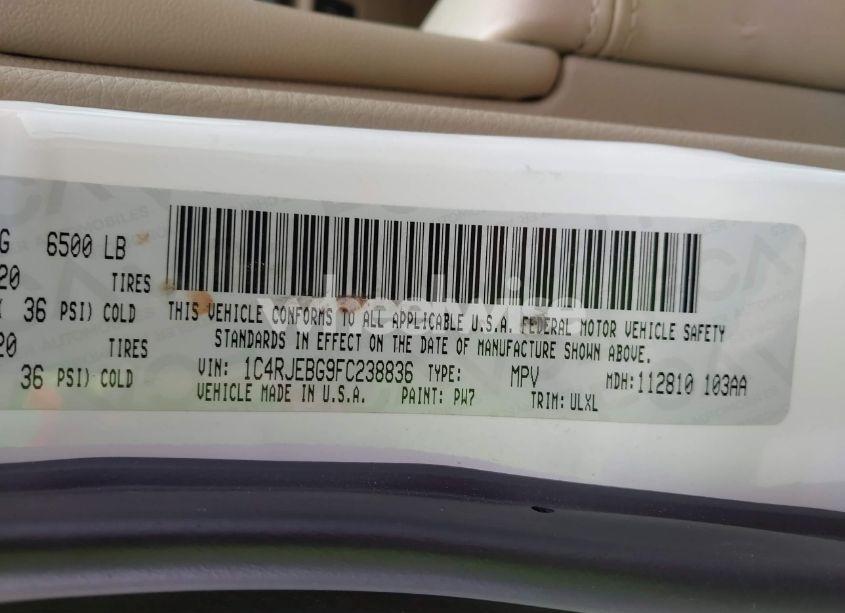 G 6500 LB
20 TIRES
36 PSI) COLD
20 TIRES
36 PSI) COLD
THIS VEHICLE CONFORMS TO ALL APPLICABLE U.S.A. FEDERAL MOTOR VEHICLE SAFETY
STANDARDS IN EFFECT ON THE DATE OF MANUFACTURE SHOWN ABOVE.
VIN: 1C4RJEBG9FC238836 TYPE: MPV MDH: 112810 103AA
VEHICLE MADE IN U.S.A. PAINT: PW7 TRIM: ULXL
wheelwire